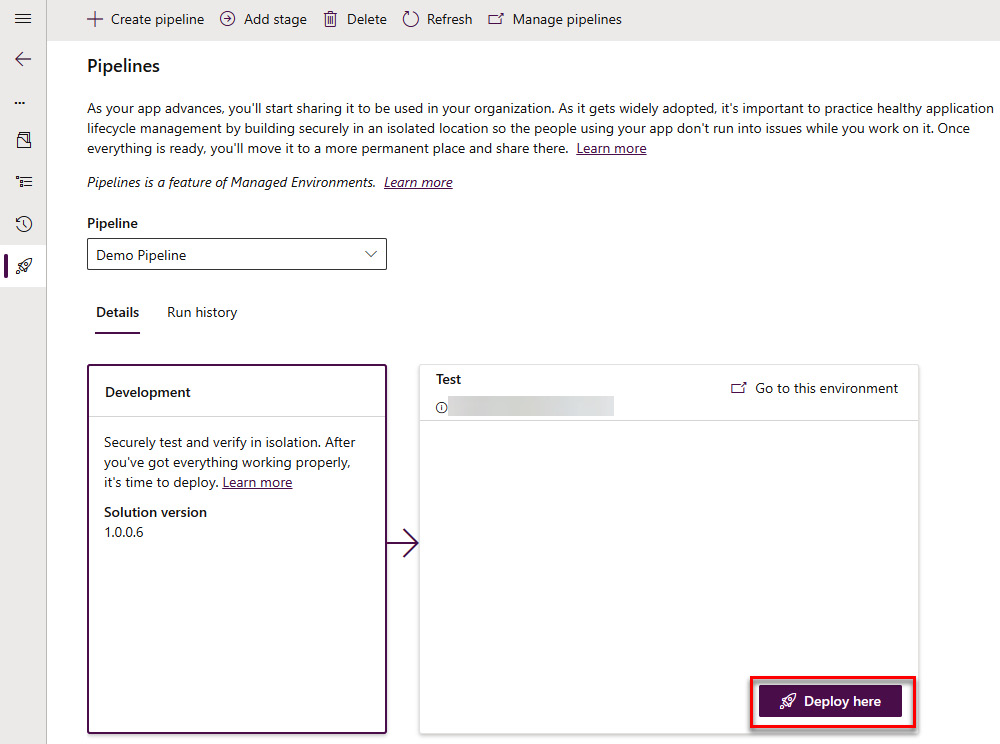 Create pipeline Add stage Delete Refresh Manage pipelines
Pipelines
As your app advances, you'll start sharing it to be used in your organization. As it gets widely adopted, it's important to practice healthy application
lifecycle management by building securely in an isolated location so the people using your app don't run into issues while you work on it. Once
everything is ready, you'll move it to a more permanent place and share there. Learn more
Pipelines is a feature of Managed Environments. Learn more
Pipeline
Demo Pipeline
Details Run history
Development
Securely test and verify in isolation. After
you've got everything working properly,
it's time to deploy. Learn more
Solution version
1.0.0.6
Test
Go to this environment
Deploy here